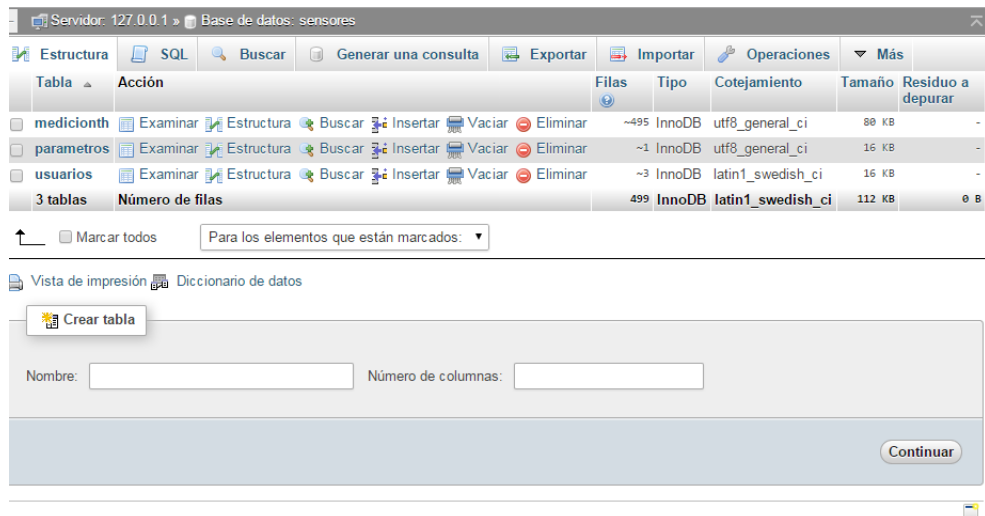 Servidor: 127.0.0.1 » Base de datos: sensores
Estructura SQL Buscar Generar una consulta Exportar Importar Operaciones Más
Tabla Acción Filas Tipo Cotejamiento Tamaño Residuo a depurar
medicionth Examinar Estructura Buscar Insertar Vaciar Eliminar ~495 InnoDB utf8_general_ci 80 KB -
parametros Examinar Estructura Buscar Insertar Vaciar Eliminar ~1 InnoDB utf8_general_ci 16 KB -
usuarios Examinar Estructura Buscar Insertar Vaciar Eliminar ~3 InnoDB latin1_swedish_ci 16 KB -
3 tablas Número de filas 499 InnoDB latin1_swedish_ci 112 KB 0 B
Marcar todos Para los elementos que están marcados:
Vista de impresión Diccionario de datos
Crear tabla
Nombre: Número de columnas:
Continuar